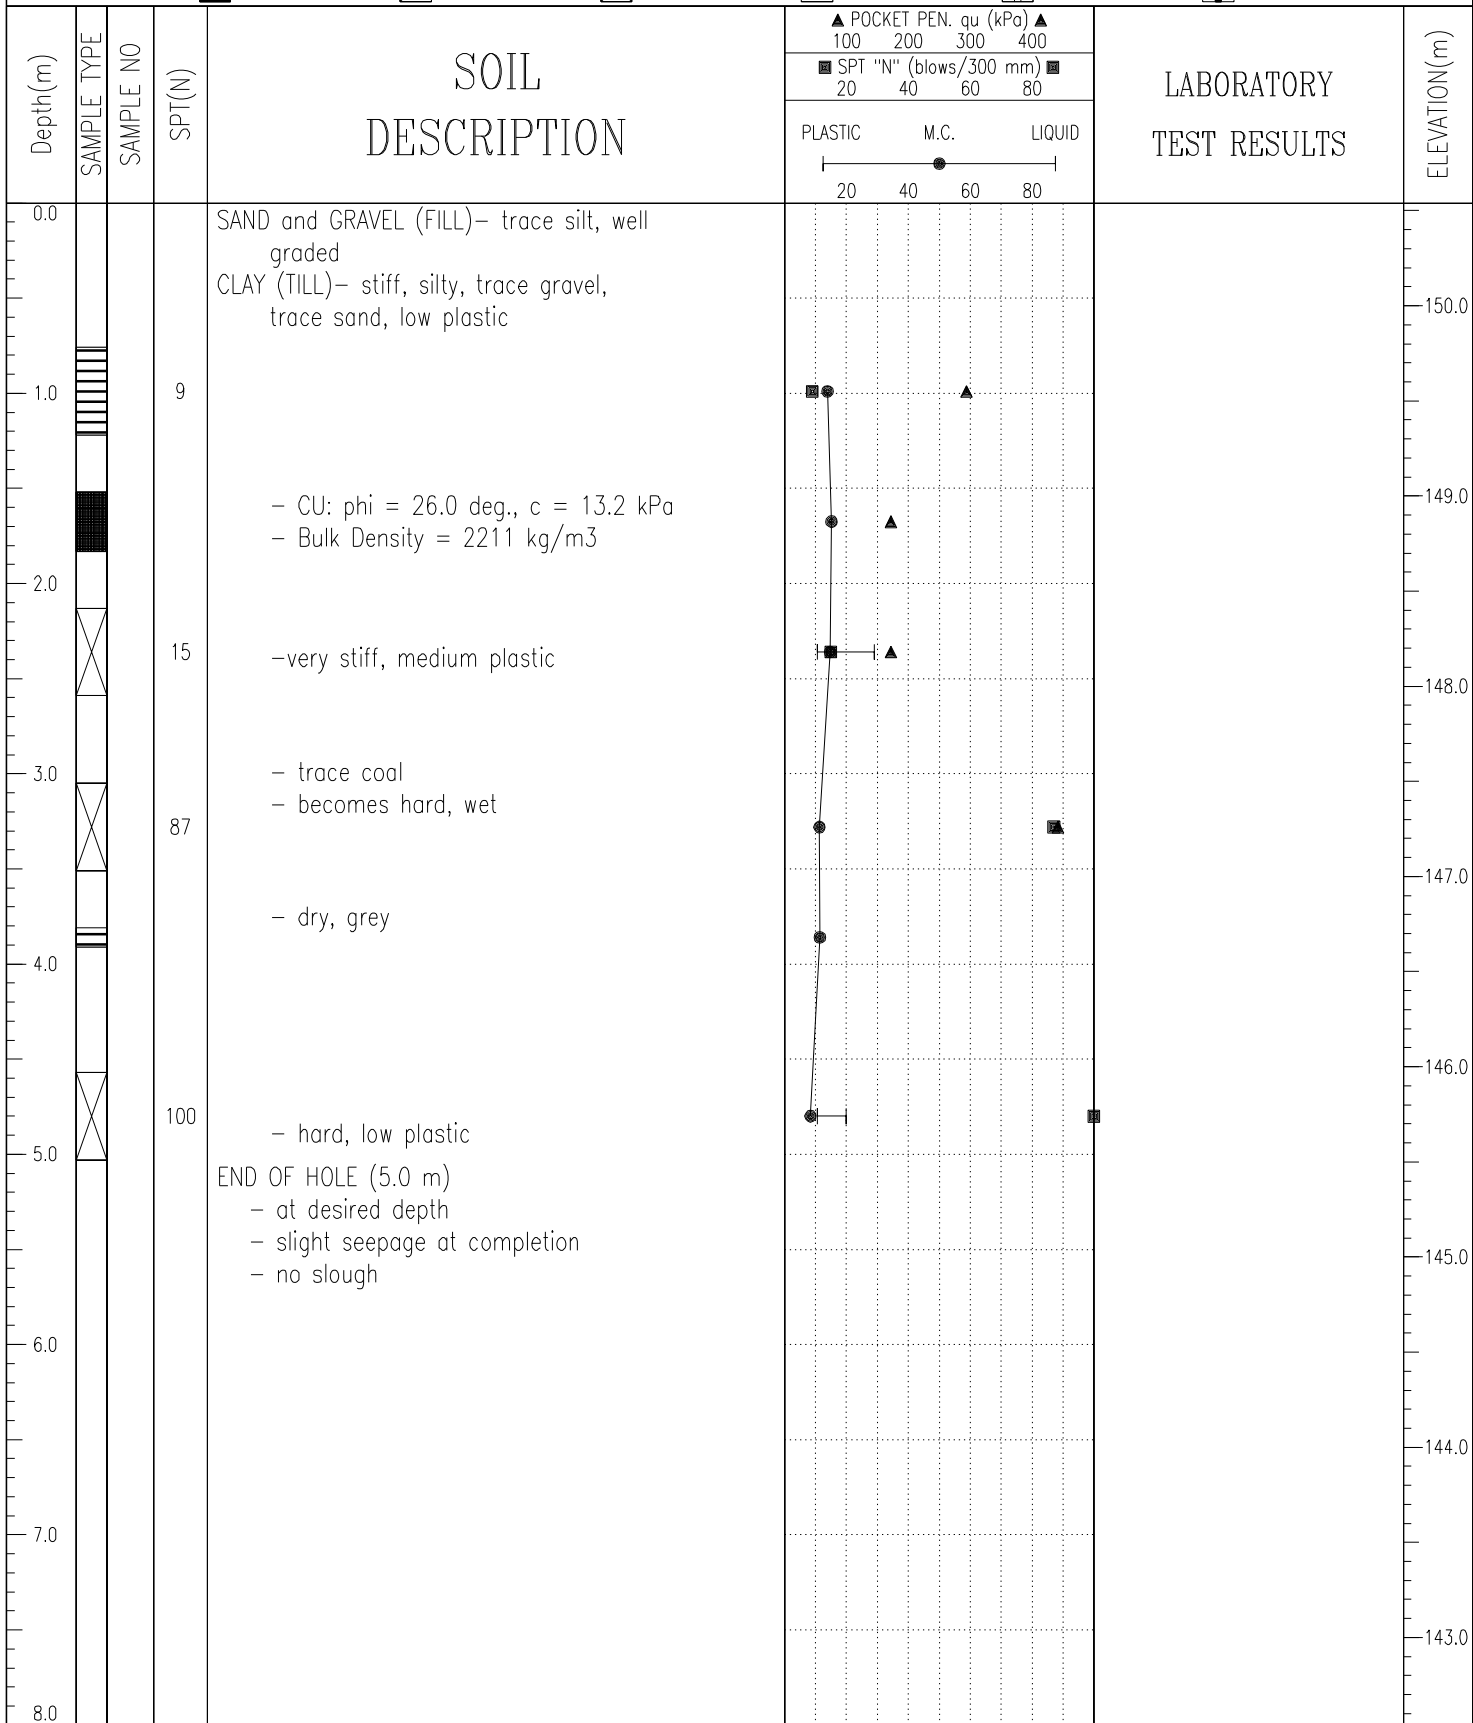 Depth(m)
SAMPLE TYPE
SAMPLE NO
SPT(N)
SOIL
DESCRIPTION
▲ POCKET PEN. qu (kPa) ▲
100 200 300 400
SPT "N" (blows/300 mm)
20 40 60 80
PLASTIC M.C. LIQUID
20 40 60 80
LABORATORY
TEST RESULTS
ELEVATION(m)
0.0
SAND and GRAVEL (FILL)– trace silt, well
graded
CLAY (TILL)– stiff, silty, trace gravel,
trace sand, low plastic
150.0
1.0
9
– CU: phi = 26.0 deg., c = 13.2 kPa
149.0
– Bulk Density = 2211 kg/m3
2.0
15
–very stiff, medium plastic
148.0
3.0
– trace coal
– becomes hard, wet
87
147.0
– dry, grey
4.0
146.0
100
– hard, low plastic
5.0
END OF HOLE (5.0 m)
– at desired depth
– slight seepage at completion
145.0
– no slough
6.0
144.0
7.0
143.0
8.0